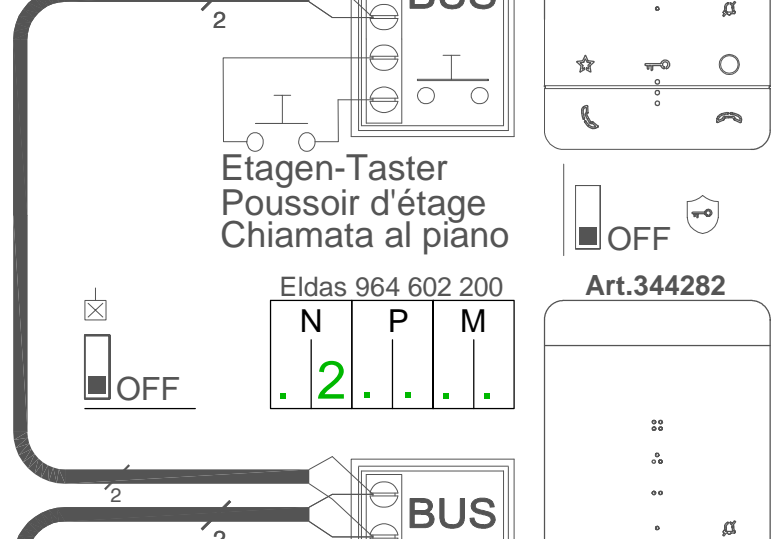 BUS
2
Etagen-Taster
Poussoir d'étage
Chiamata al piano
OFF
Eldas 964 602 200
Art.344282
N P M
. 2 . . . .
OFF
2
BUS
2